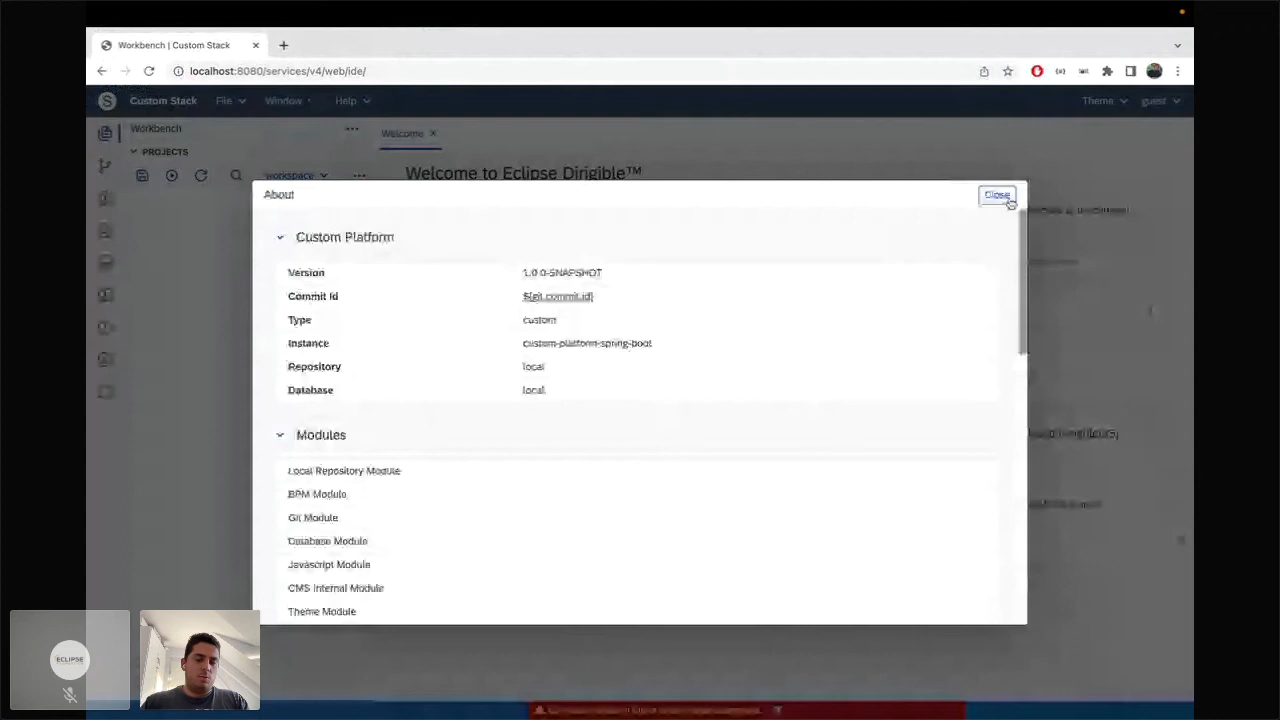 Workbench | Custom Stack
localhost:8080/services/v4/web/ide/
Custom Stack File Window Help Theme guest
Workbench
Welcome
PROJECTS
workspace
Welcome to Eclipse Dirigible™
About
Close
Custom Platform
Version 1.0.0-SNAPSHOT
Commit Id ${git.commit.id}
Type custom
Instance custom-platform-spring-boot
Repository local
Database local
Modules
Local Repository Module
BPM Module
Git Module
Database Module
Javascript Module
CMS Internal Module
Theme Module
ECLIPSE